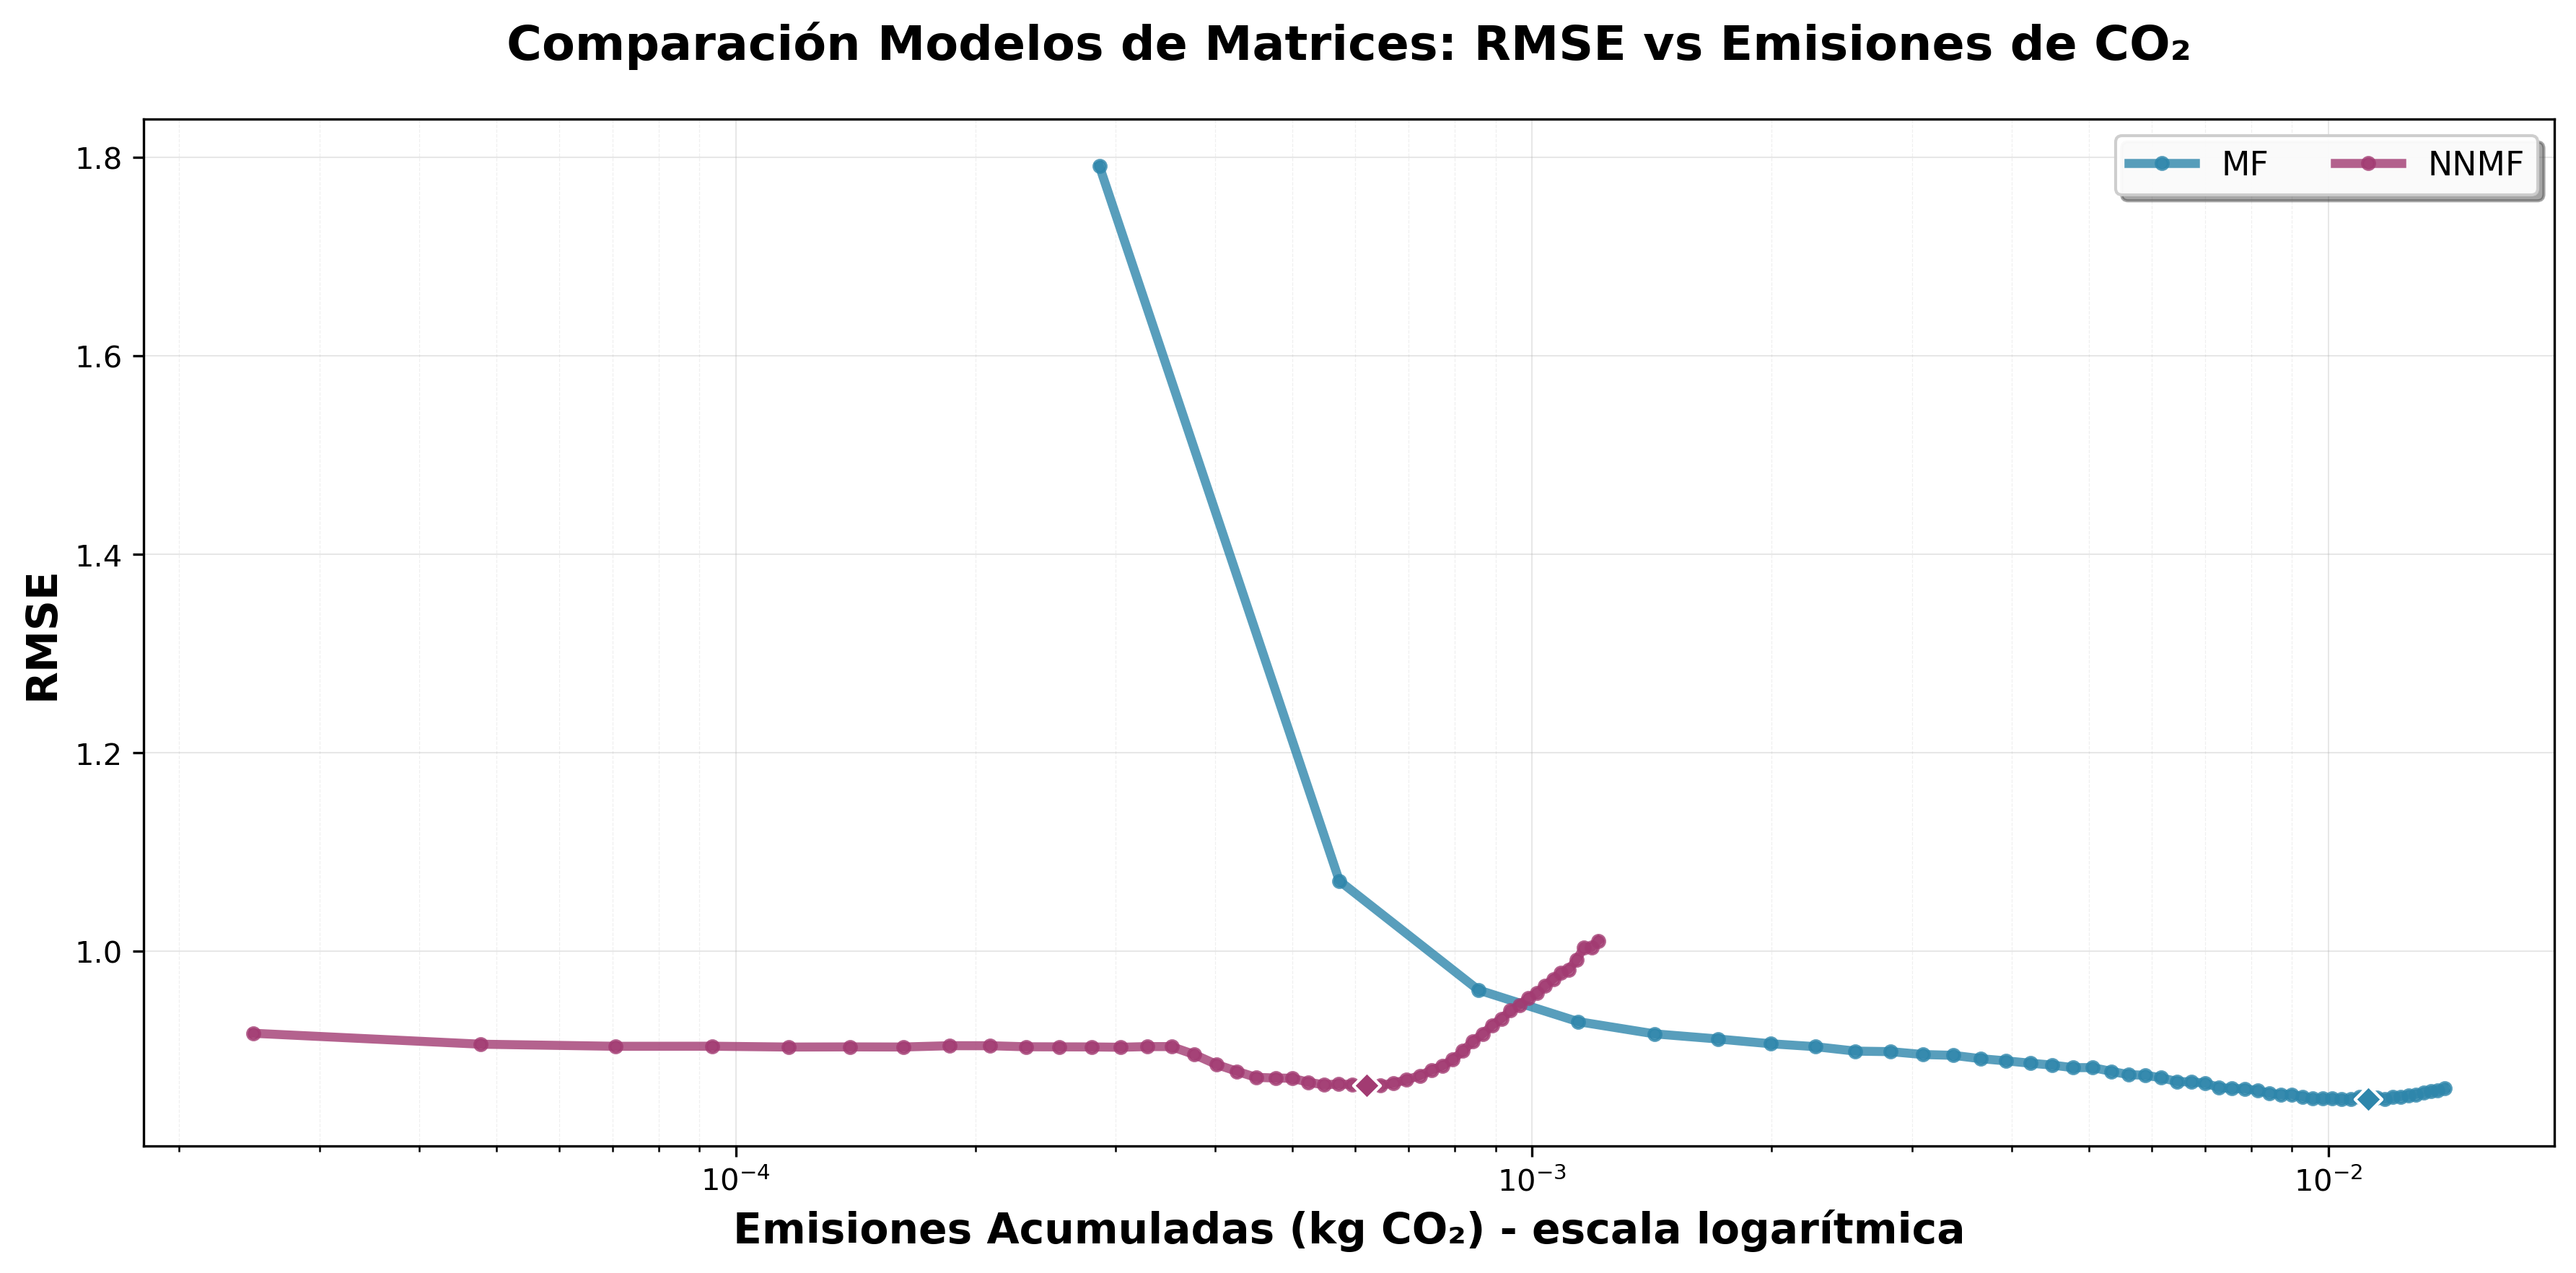 Comparación Modelos de Matrices: RMSE vs Emisiones de CO₂
MF NNMF
RMSE
1.8
1.6
1.4
1.2
1.0
10⁻⁴ 10⁻³ 10⁻²
Emisiones Acumuladas (kg CO₂) - escala logarítmica